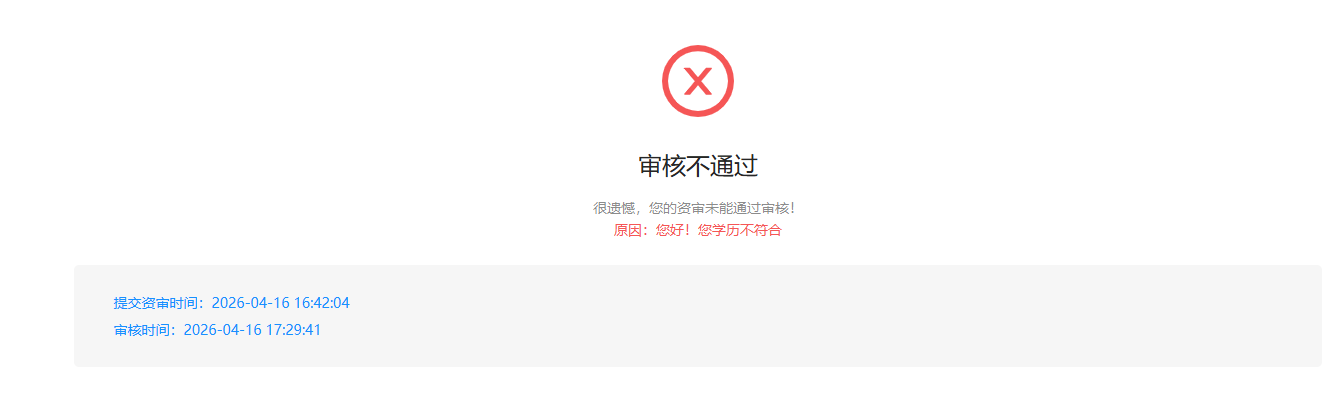 审核不通过
很遗憾，您的资审未能通过审核！
原因：您好！您学历不符合
提交资审时间：2026-04-16 16:42:04
审核时间：2026-04-16 17:29:41